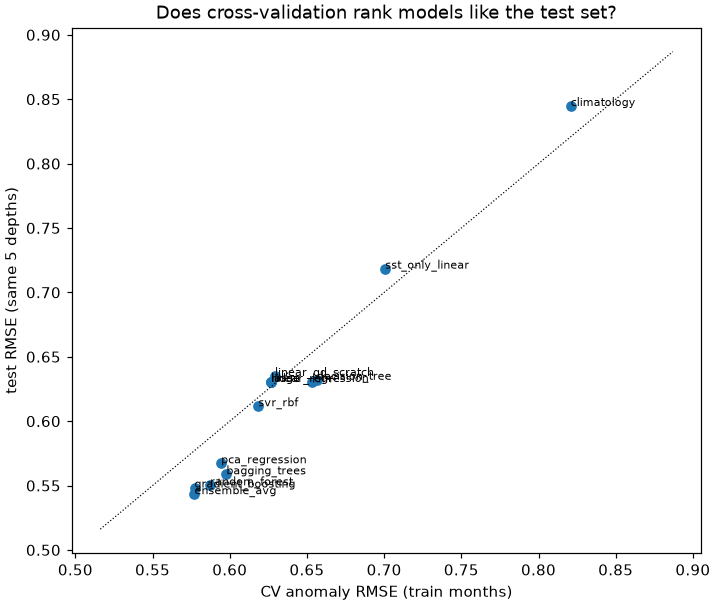 Does cross-validation rank models like the test set?
test RMSE (same 5 depths)
0.90
0.85
0.80
0.75
0.70
0.65
0.60
0.55
0.50
climatology
sst_only_linear
linear_gd_scratch
svr_rbf
pca_regression
bagging_trees
random_forest
gradient_boosting
ensemble_avg
0.50 0.55 0.60 0.65 0.70 0.75 0.80 0.85 0.90
CV anomaly RMSE (train months)